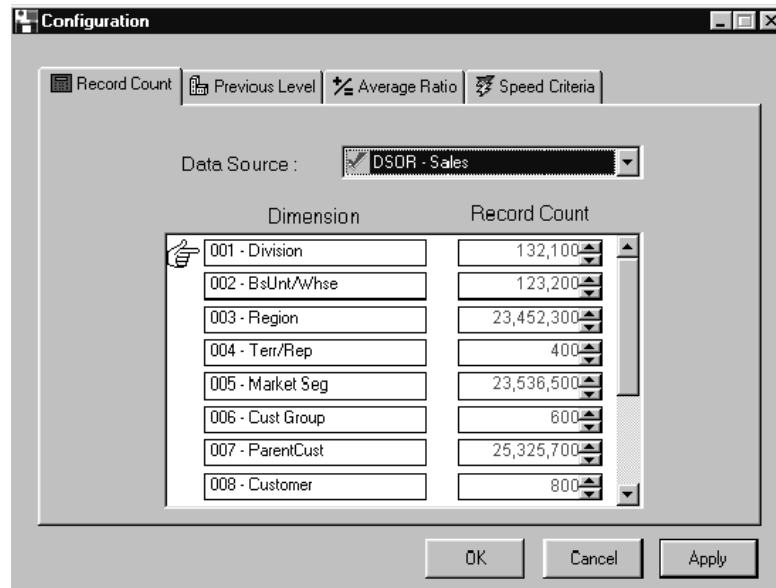 Configuration
Record Count Previous Level Average Ratio Speed Criteria
Data Source : DSOR - Sales
Dimension Record Count
001 - Division 132,100
002 - BsUnt/Whse 123,200
003 - Region 23,452,300
004 - Terr/Rep 400
005 - Market Seg 23,536,500
006 - Cust Group 600
007 - ParentCust 25,325,700
008 - Customer 800
OK Cancel Apply